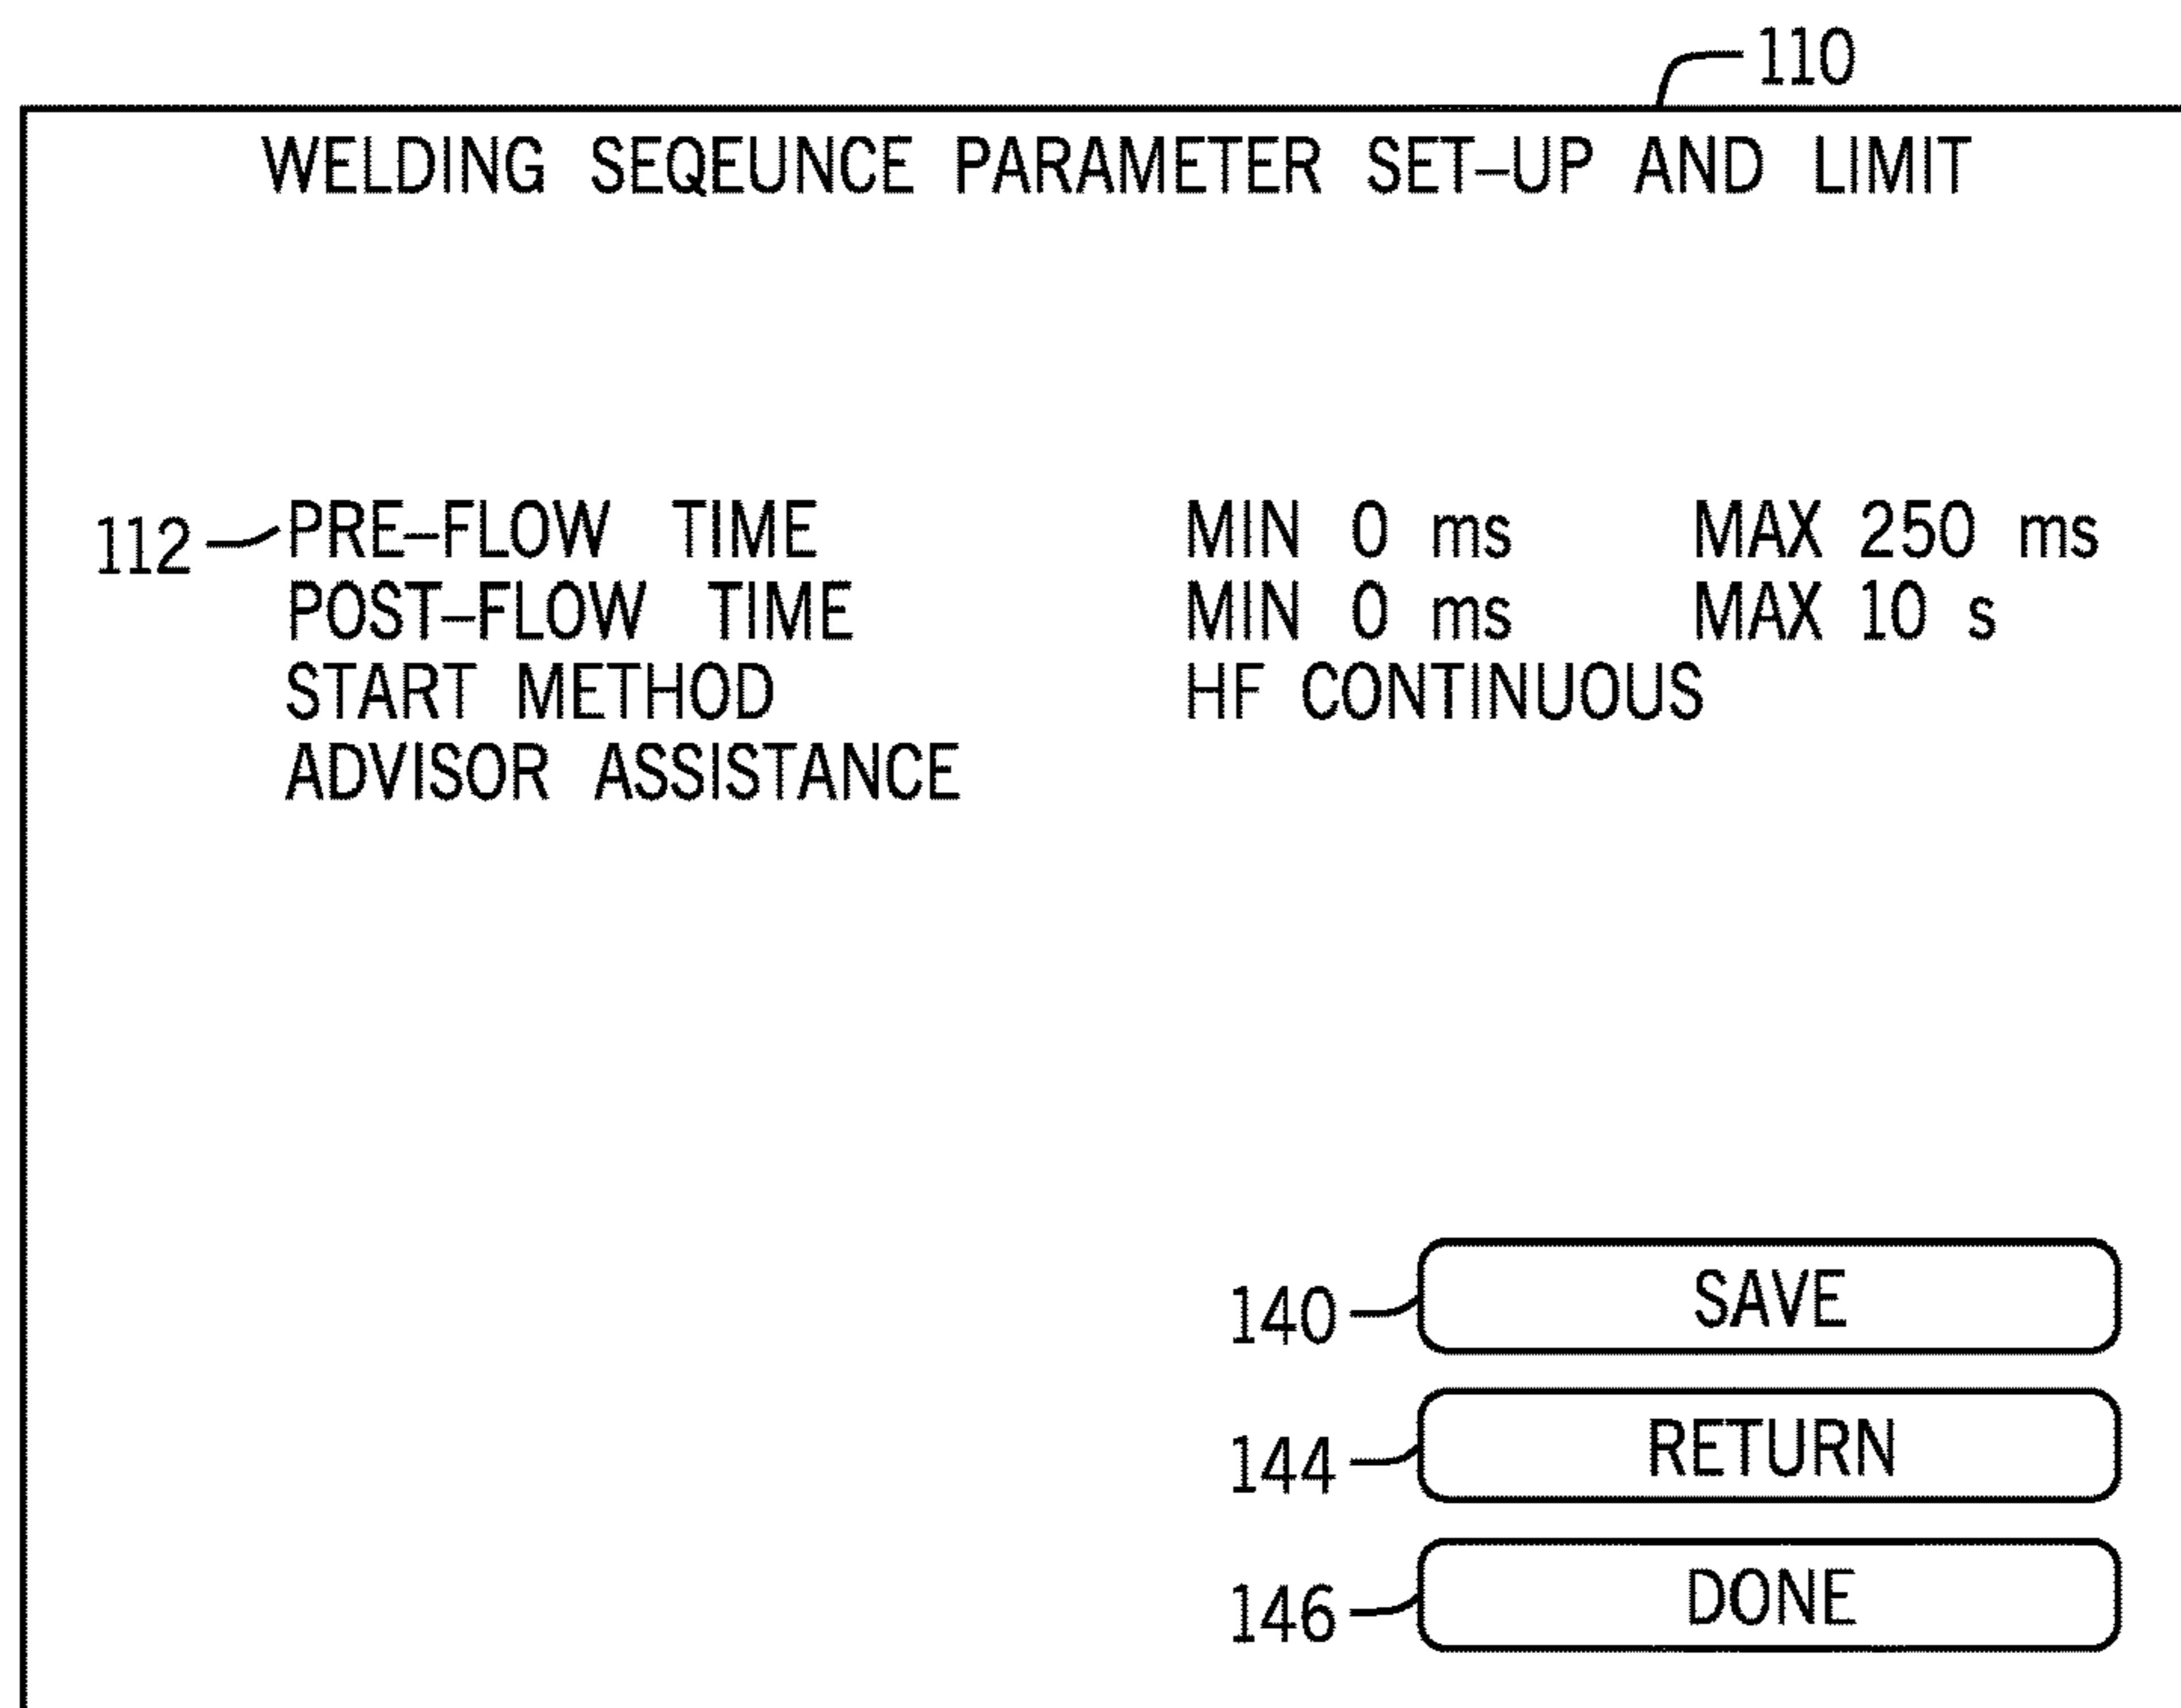 110
WELDING SEQEUNCE PARAMETER SET-UP AND LIMIT
112 PRE-FLOW TIME MIN 0 ms MAX 250 ms
POST-FLOW TIME MIN 0 ms MAX 10 s
START METHOD HF CONTINUOUS
ADVISOR ASSISTANCE
140 SAVE
144 RETURN
146 DONE